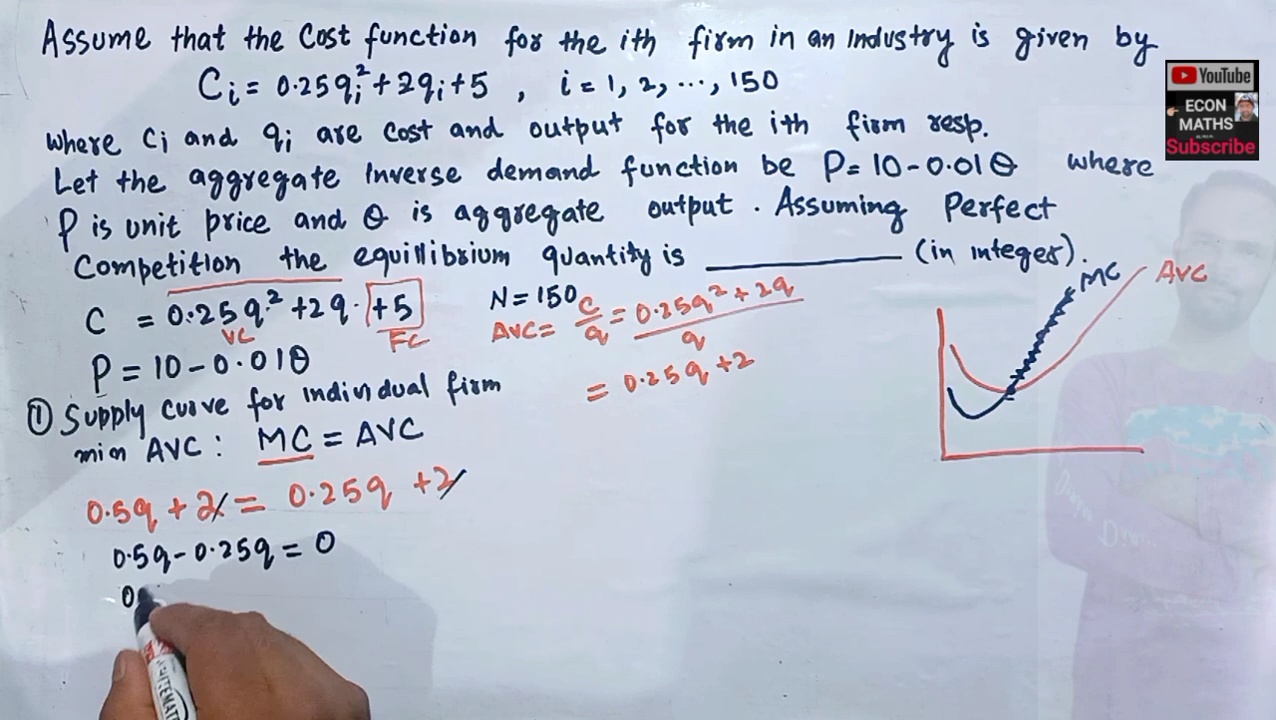 Assume that the Cost function for the ith firm in an Industry is given by
Ci = 0.25qi² + 2qi + 5 , i = 1, 2, ..., 150
where Ci and qi are Cost and output for the ith firm resp.
Let the aggregate Inverse demand function be P = 10 - 0.01Q where
P is unit price and Q is aggregate output. Assuming Perfect
Competition the equilibrium quantity is ________ (in integer).
YouTube
ECON
MATHS
Subscribe
C = 0.25q² + 2q + 5
VC
FC
N = 150
P = 10 - 0.01Q
AVC = C/q = 0.25q² + 2q / q
= 0.25q + 2
MC
AVC
① Supply curve for individual firm
min AVC : MC = AVC
0.5q + 2 = 0.25q + 2
0.5q - 0.25q = 0
0